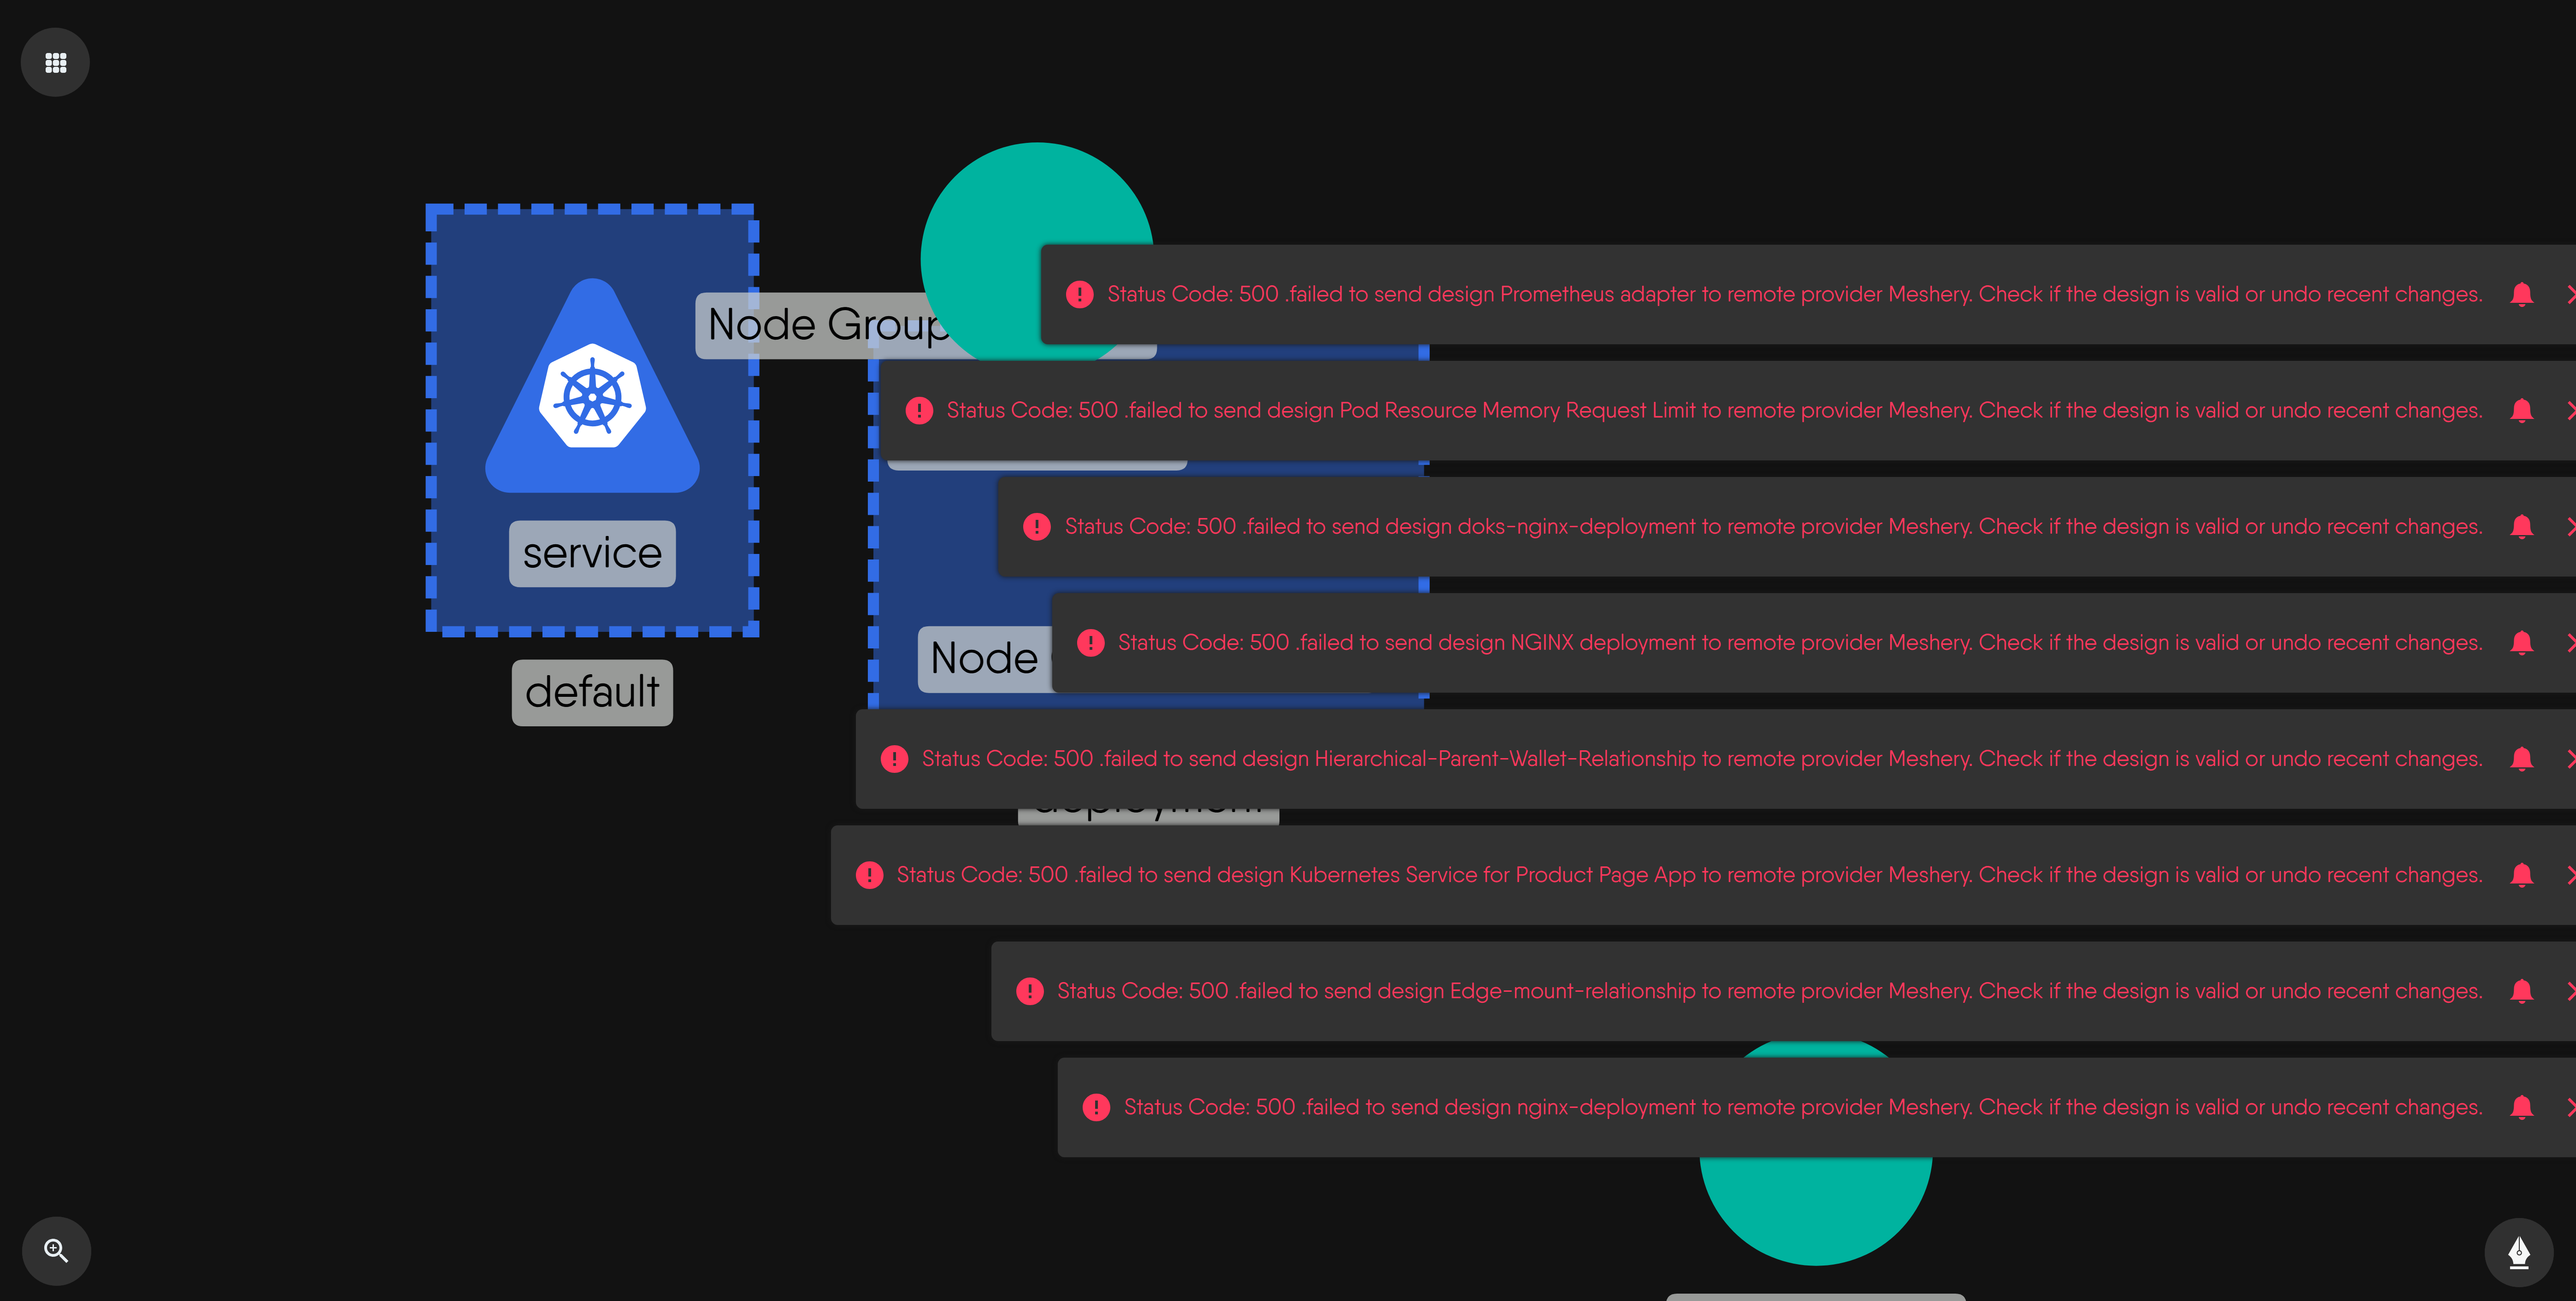 Node Group
Status Code: 500 .failed to send design Prometheus adapter to remote provider Meshery. Check if the design is valid or undo recent changes.
Status Code: 500 .failed to send design Pod Resource Memory Request Limit to remote provider Meshery. Check if the design is valid or undo recent changes.
Status Code: 500 .failed to send design doks-nginx-deployment to remote provider Meshery. Check if the design is valid or undo recent changes.
service
Status Code: 500 .failed to send design NGINX deployment to remote provider Meshery. Check if the design is valid or undo recent changes.
Node
default
Status Code: 500 .failed to send design Hierarchical-Parent-Wallet-Relationship to remote provider Meshery. Check if the design is valid or undo recent changes.
deployment
Status Code: 500 .failed to send design Kubernetes Service for Product Page App to remote provider Meshery. Check if the design is valid or undo recent changes.
Status Code: 500 .failed to send design Edge-mount-relationship to remote provider Meshery. Check if the design is valid or undo recent changes.
Status Code: 500 .failed to send design nginx-deployment to remote provider Meshery. Check if the design is valid or undo recent changes.